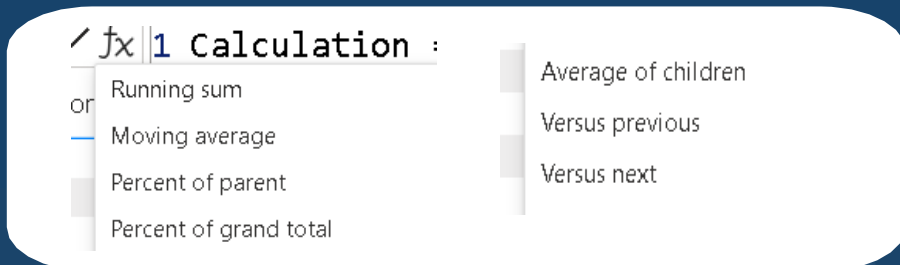 fx 1 Calculation =
or
Running sum
Moving average
Percent of parent
Percent of grand total
Average of children
Versus previous
Versus next